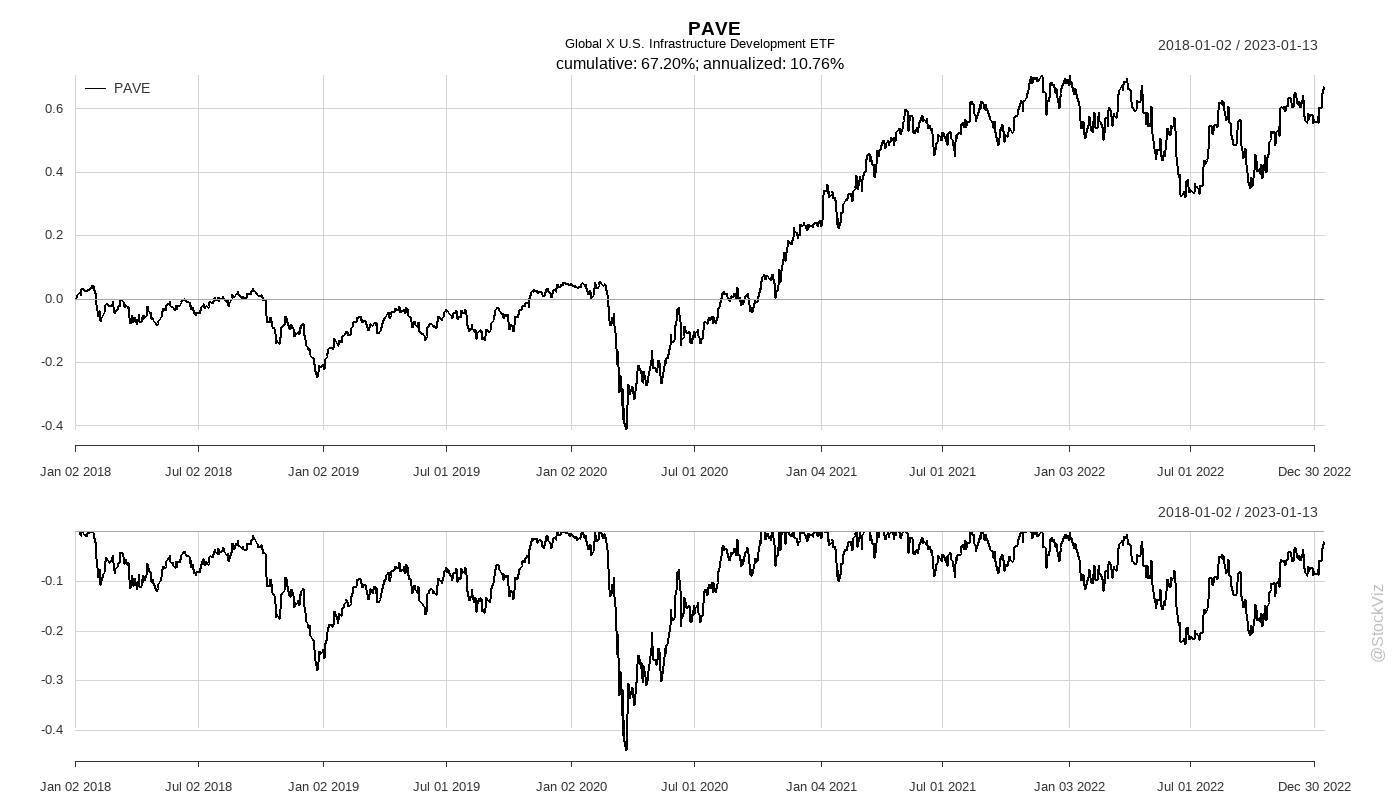 PAVE
Global X U.S. Infrastructure Development ETF
cumulative: 67.20%; annualized: 10.76%
2018-01-02 / 2023-01-13
PAVE
0.6
0.4
0.2
0.0
-0.2
-0.4
Jan 02 2018 Jul 02 2018 Jan 02 2019 Jul 01 2019 Jan 02 2020 Jul 01 2020 Jan 04 2021 Jul 01 2021 Jan 03 2022 Jul 01 2022 Dec 30 2022
2018-01-02 / 2023-01-13
-0.1
-0.2
-0.3
-0.4
Jan 02 2018 Jul 02 2018 Jan 02 2019 Jul 01 2019 Jan 02 2020 Jul 01 2020 Jan 04 2021 Jul 01 2021 Jan 03 2022 Jul 01 2022 Dec 30 2022
@StockViz